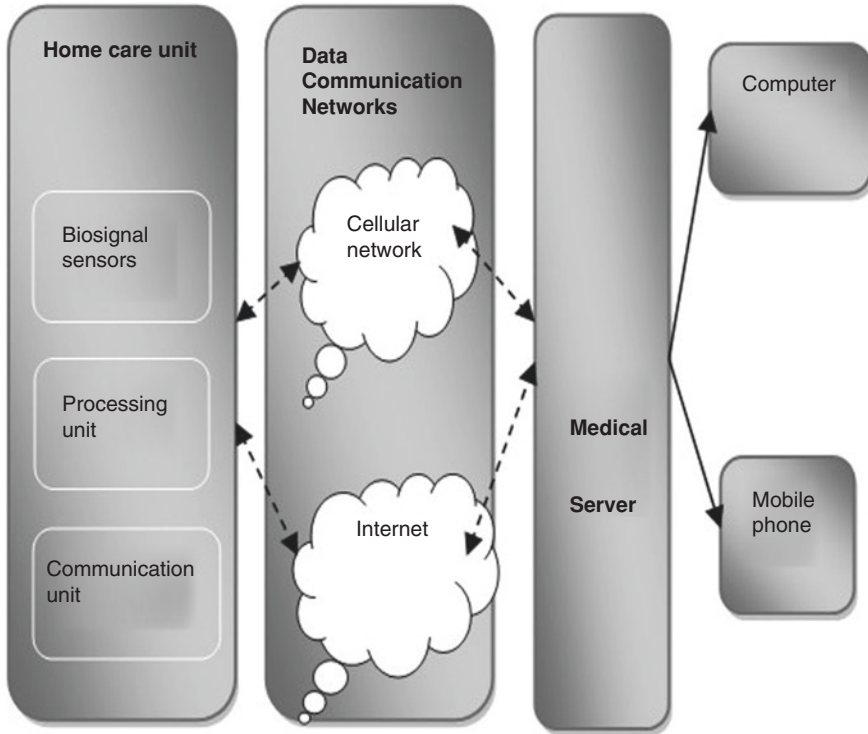 Home care unit
Biosignal
sensors
Processing
unit
Communication
unit
Data
Communication
Networks
Cellular
network
Internet
Medical
Server
Computer
Mobile
phone